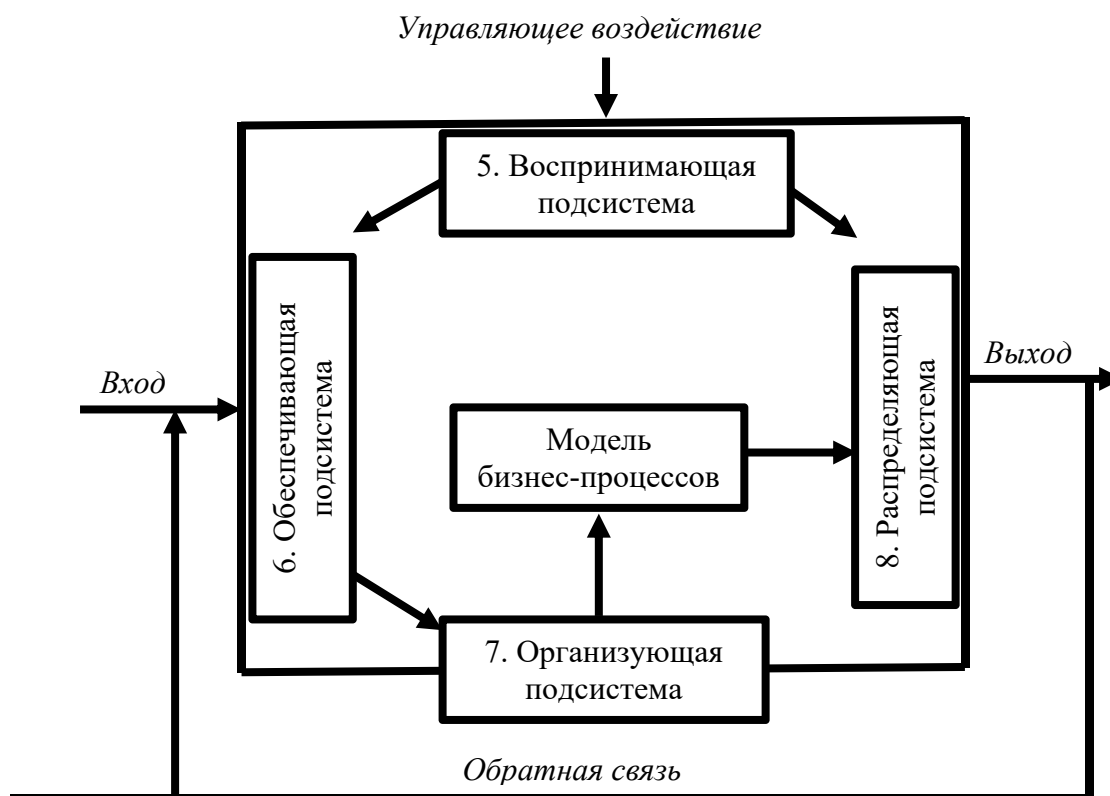 Управляющее воздействие
5. Воспринимающая
подсистема
6. Обеспечивающая
подсистема
8. Распределяющая
подсистема
Вход
Выход
Модель
бизнес-процессов
7. Организующая
подсистема
Обратная связь